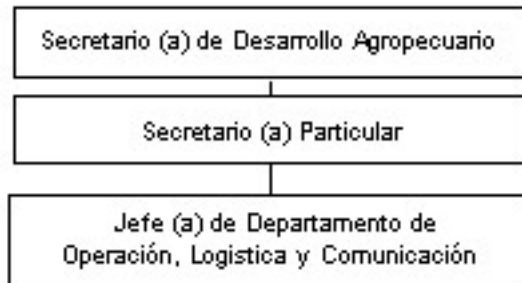 Secretario (a) de Desarrollo Agropecuario
Secretario (a) Particular
Jefe (a) de Departamento de
Operación, Logistica y Comunicación